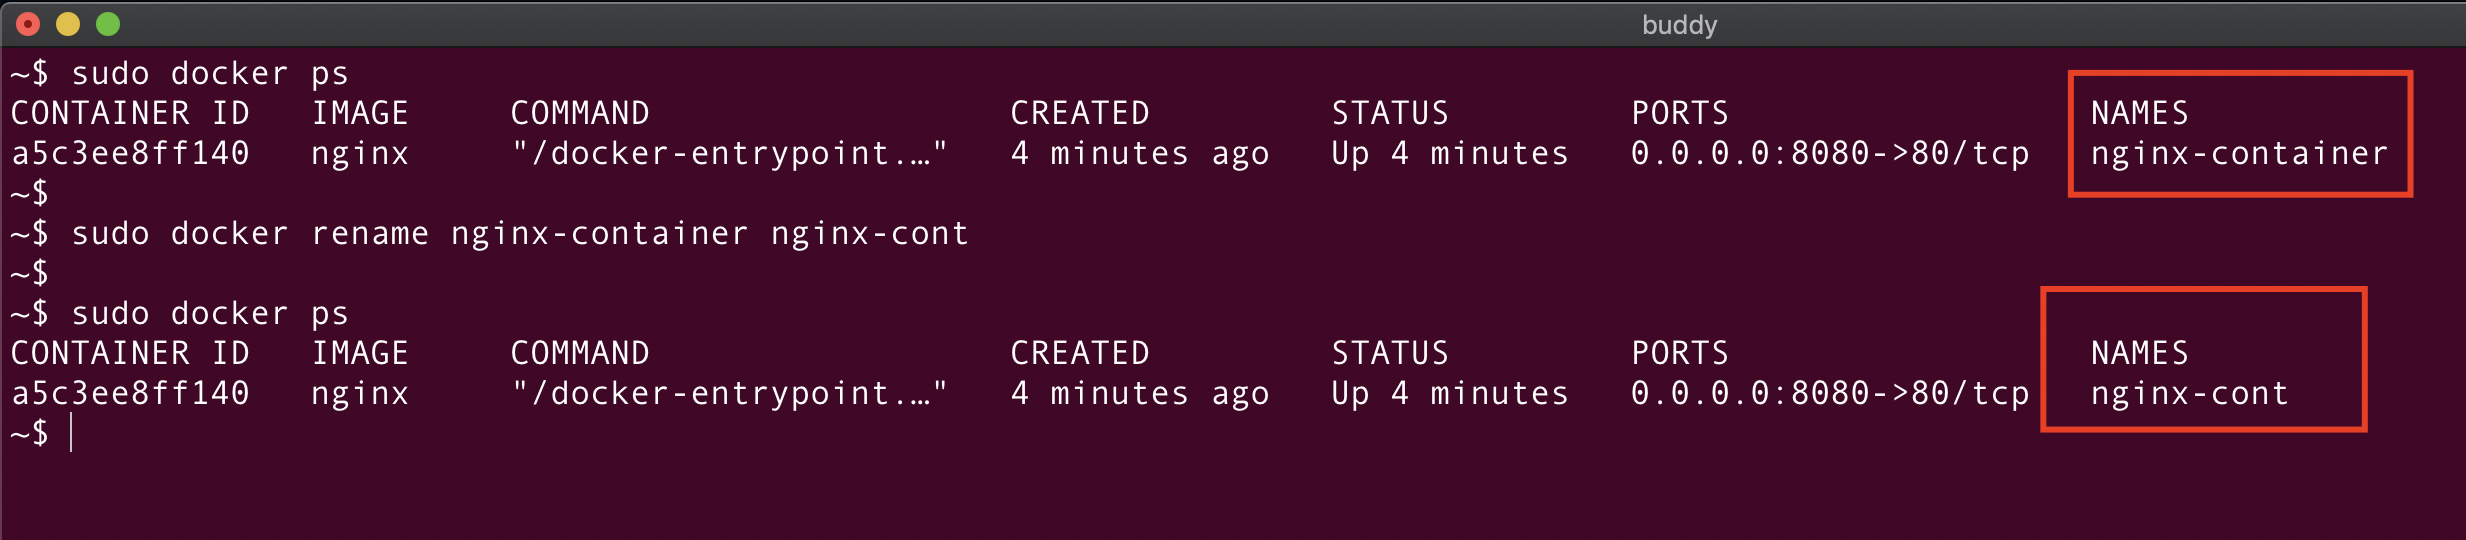 buddy
~$ sudo docker ps
CONTAINER ID   IMAGE     COMMAND                  CREATED         STATUS         PORTS                  NAMES
a5c3ee8ff140   nginx     "/docker-entrypoint.…"   4 minutes ago   Up 4 minutes   0.0.0.0:8080->80/tcp   nginx-container
~$
~$ sudo docker rename nginx-container nginx-cont
~$
~$ sudo docker ps
CONTAINER ID   IMAGE     COMMAND                  CREATED         STATUS         PORTS                  NAMES
a5c3ee8ff140   nginx     "/docker-entrypoint.…"   4 minutes ago   Up 4 minutes   0.0.0.0:8080->80/tcp   nginx-cont
~$